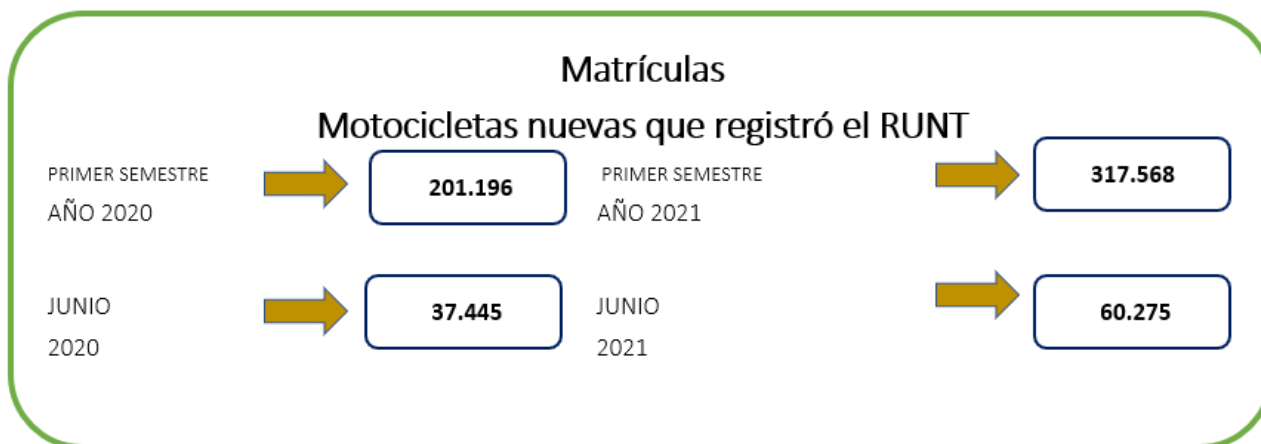 Matrículas
Motocicletas nuevas que registró el RUNT
PRIMER SEMESTRE
AÑO 2020
201.196
PRIMER SEMESTRE
AÑO 2021
317.568
JUNIO
2020
37.445
JUNIO
2021
60.275